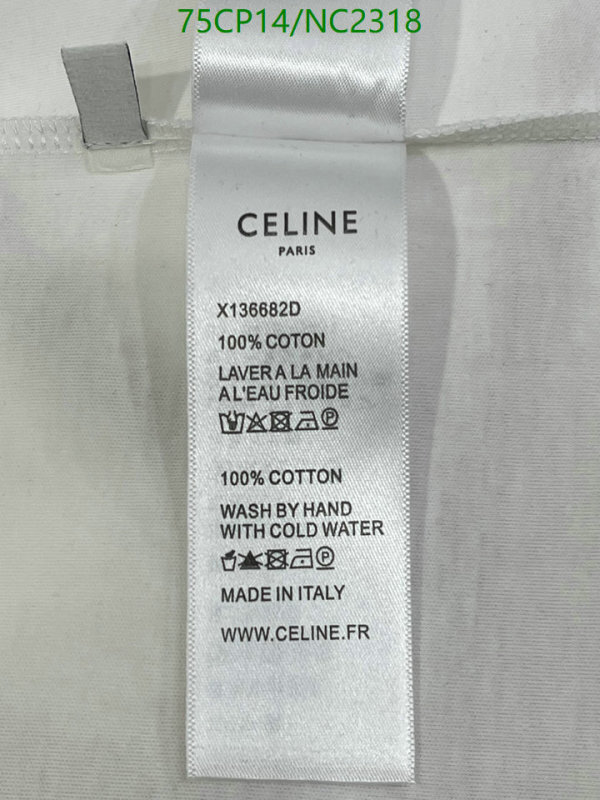 75CP14/NC2318
CELINE
PARIS
X136682D
100% COTON
LAVER A LA MAIN
A L'EAU FROIDE
100% COTTON
WASH BY HAND
WITH COLD WATER
MADE IN ITALY
WWW.CELINE.FR